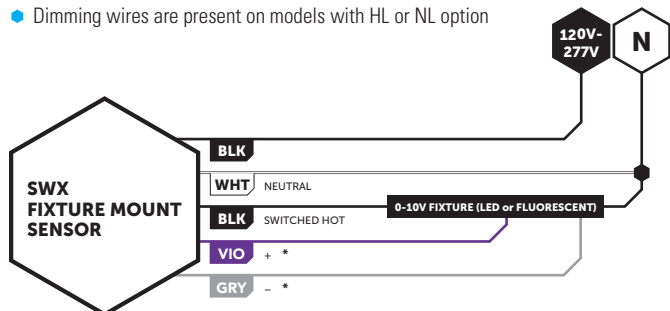 Dimming wires are present on models with HL or NL option
120V-
277V
N
BLK
WHT NEUTRAL
SWX
FIXTURE MOUNT
SENSOR
BLK SWITCHED HOT
0-10V FIXTURE (LED or FLUORESCENT)
VIO + *
GRY – *